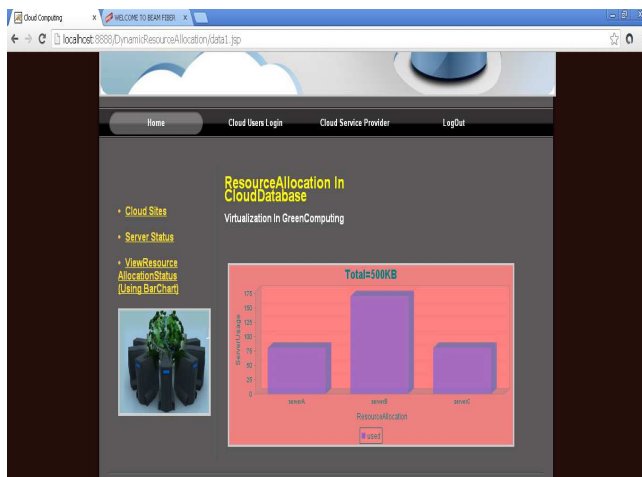 Cloud Computing
WELCOME TO BEAM FIBER
localhost:8888/DynamicResourceAllocation/data1.jsp
Home
Cloud Users Login
Cloud Service Provider
LogOut
ResourceAllocation In
CloudDatabase
Virtualization In GreenComputing
• Cloud Sites
• Server Status
• ViewResource
AllocationStatus
(Using BarChart)
Total=500KB
ServerUsage
175
150
125
100
75
50
25
0
serverA
serverB
serverC
ResourceAllocation
used